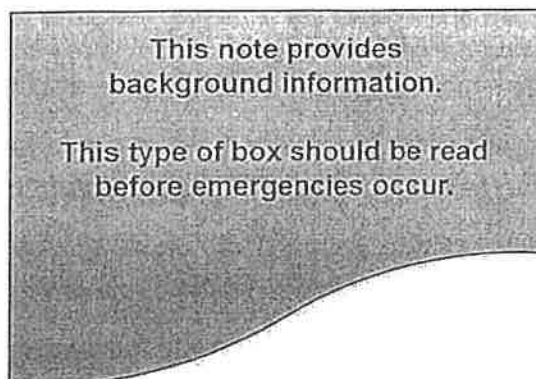 This note provides
background information.
This type of box should be read
before emergencies occur.